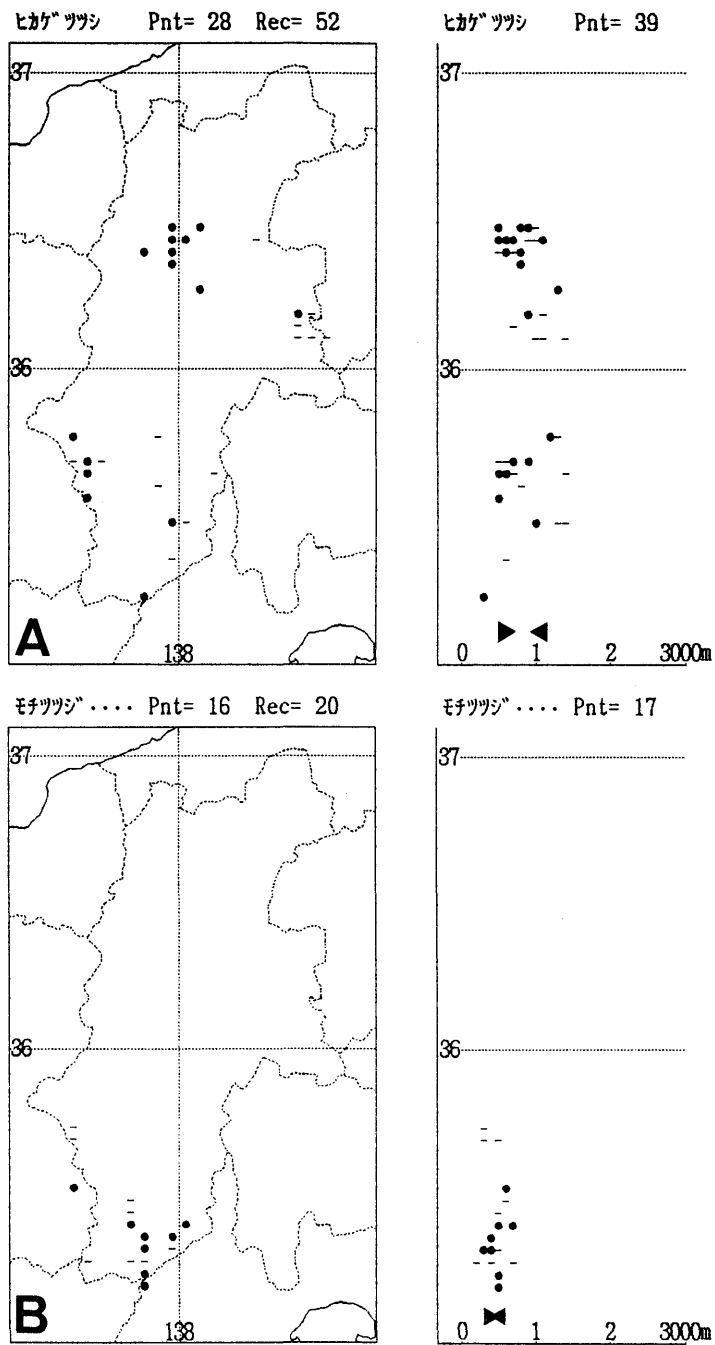 ﾋｶｹﾞﾂﾂｼ Pnt= 28 Rec= 52
37
36
A
138
ﾋｶｹﾞﾂﾂｼ Pnt= 39
37
36
0 1 2 3000m
ﾓﾁﾂﾂｼﾞ···· Pnt= 16 Rec= 20
37
36
B
138
ﾓﾁﾂﾂｼﾞ···· Pnt= 17
37
36
0 1 2 3000m